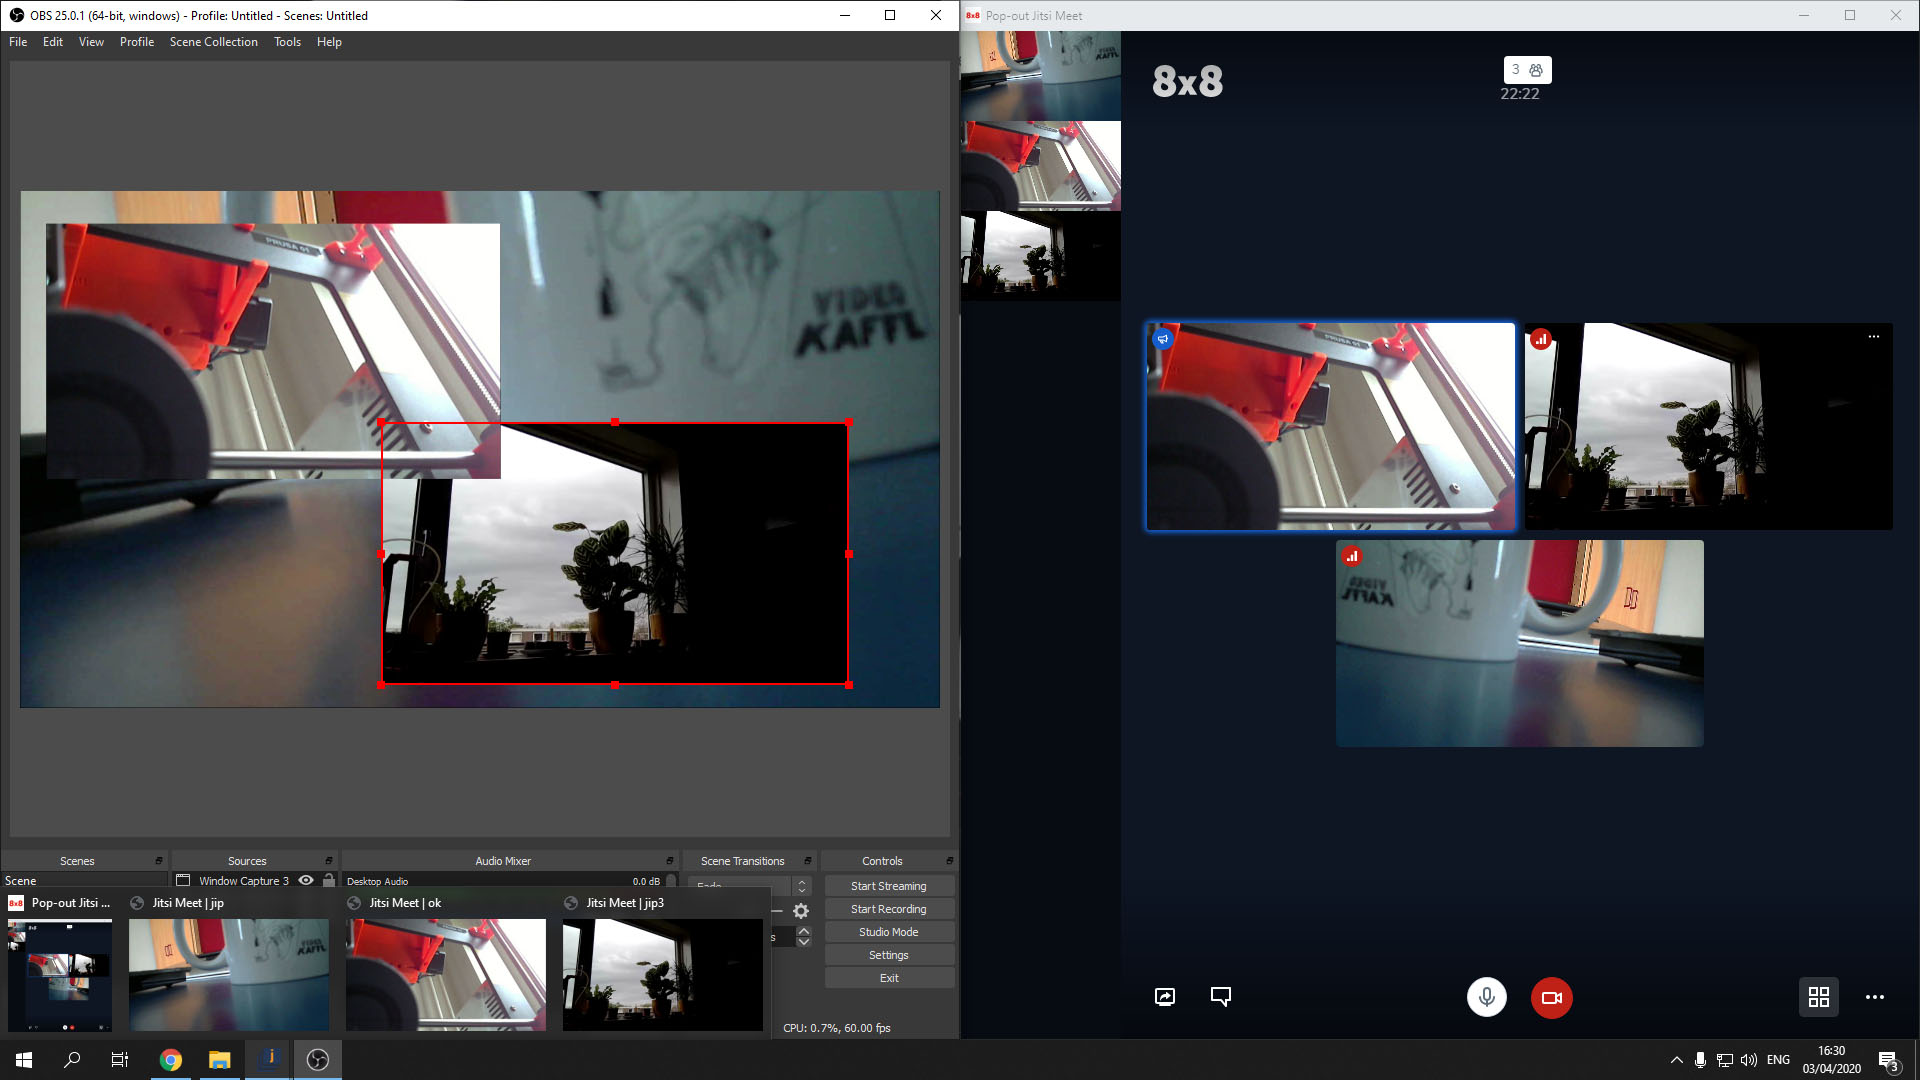 OBS 25.0.1 (64-bit, windows) - Profile: Untitled - Scenes: Untitled
File Edit View Profile Scene Collection Tools Help
PRUSA
VIDEO
KAFFL
Scenes
Sources
Audio Mixer
Scene Transitions
Controls
Scene
Window Capture 3
Desktop Audio
0.0 dB
Fade
Start Streaming
Start Recording
Studio Mode
Settings
Exit
8x8 Pop-out Jitsi ...
Jitsi Meet | jip
Jitsi Meet | ok
Jitsi Meet | jip3
CPU: 0.7%, 60.00 fps
8x8 Pop-out Jitsi Meet
8x8
3
22:22
ENG
16:30
03/04/2020
3